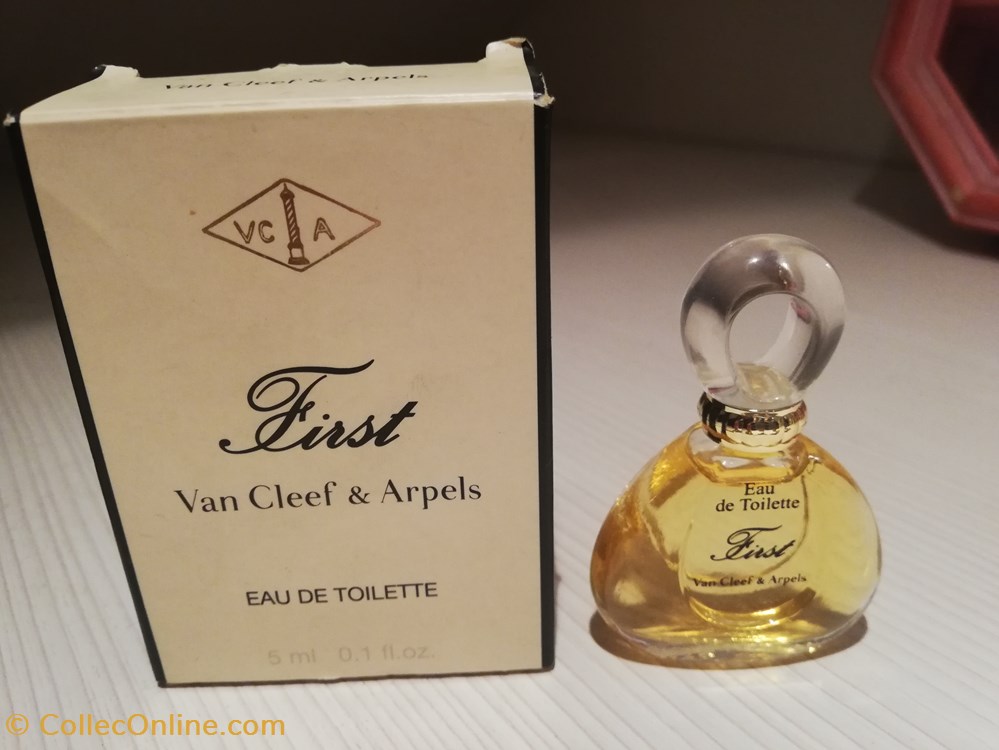 Van Cleef & Arpels
VC A
First
Van Cleef & Arpels
EAU DE TOILETTE
5 ml 0.1 fl.oz.
Eau
de Toilette
First
Van Cleef & Arpels
© CollecOnline.com